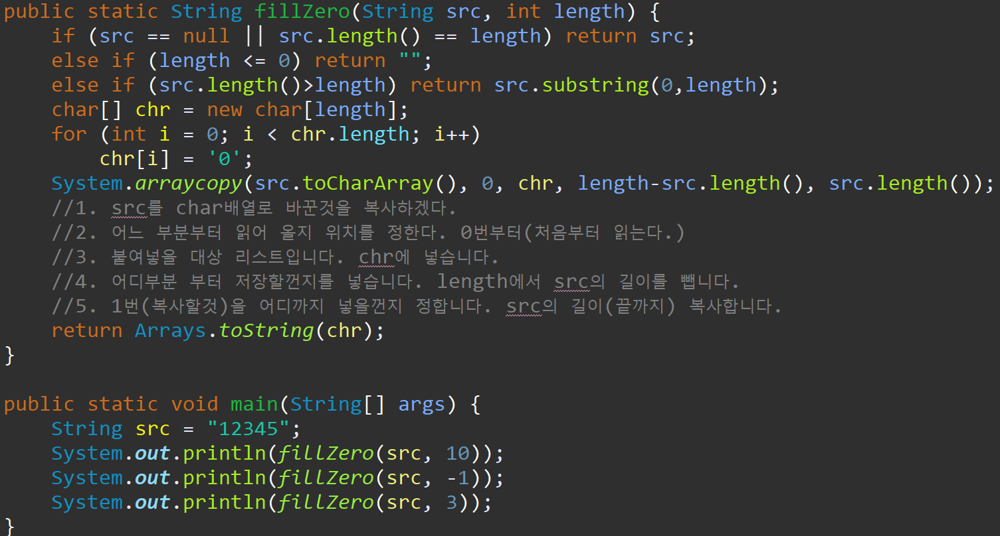 public static String fillZero(String src, int length) {
    if (src == null || src.length() == length) return src;
    else if (length <= 0) return "";
    else if (src.length()>length) return src.substring(0,length);
    char[] chr = new char[length];
    for (int i = 0; i < chr.length; i++)
        chr[i] = '0';
    System.arraycopy(src.toCharArray(), 0, chr, length-src.length(), src.length());
    //1. src를 char배열로 바꾼것을 복사하겠다.
    //2. 어느 부분부터 읽어 올지 위치를 정한다. 0번부터(처음부터 읽는다.)
    //3. 붙여넣을 대상 리스트입니다. chr에 넣습니다.
    //4. 어디부분 부터 저장할껀지를 넣습니다. length에서 src의 길이를 뺍니다.
    //5. 1번(복사할것)을 어디까지 넣을껀지 정합니다. src의 길이(끝까지) 복사합니다.
    return Arrays.toString(chr);
}
public static void main(String[] args) {
    String src = "12345";
    System.out.println(fillZero(src, 10));
    System.out.println(fillZero(src, -1));
    System.out.println(fillZero(src, 3));
}